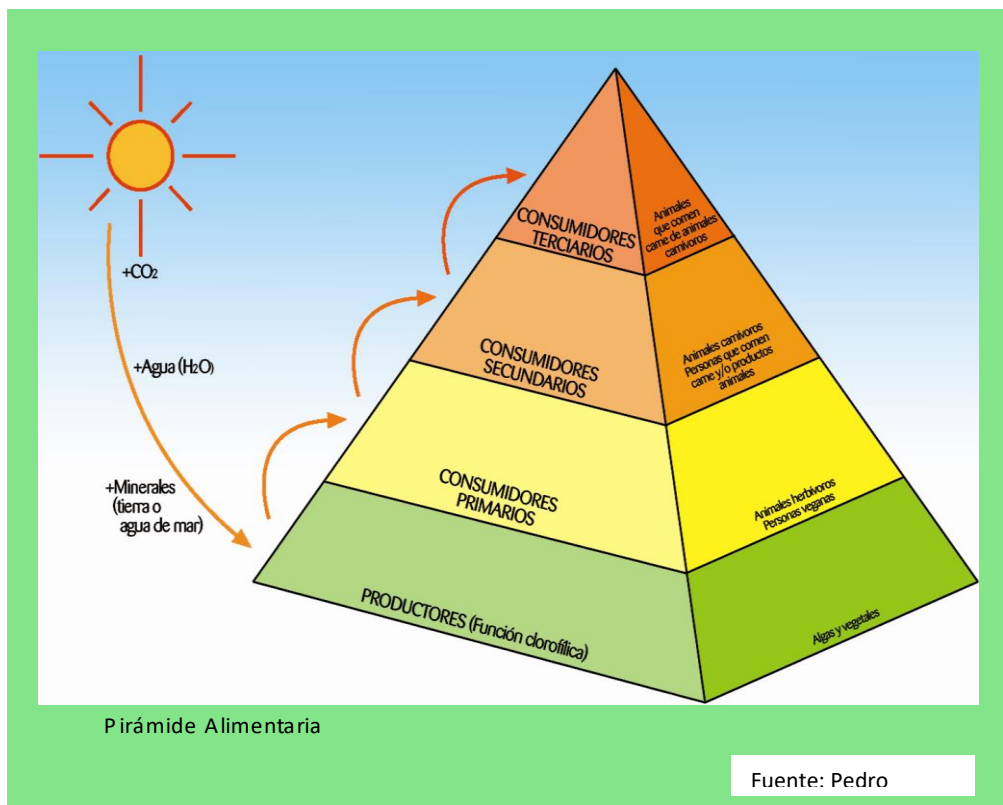 +CO₂
+Agua (H₂O)
+Minerales
(tierra o
agua de mar)
CONSUMIDORES
TERCIARIOS
Animales
que comen
carne de animales
carnívoros
CONSUMIDORES
SECUNDARIOS
Animales carnívoros
Personas que comen
carne y/o productos
animales
CONSUMIDORES
PRIMARIOS
Animales herbívoros
Personas veganas
PRODUCTORES (Función clorofílica)
Algas y vegetales
Pirámide Alimentaria
Fuente: Pedro